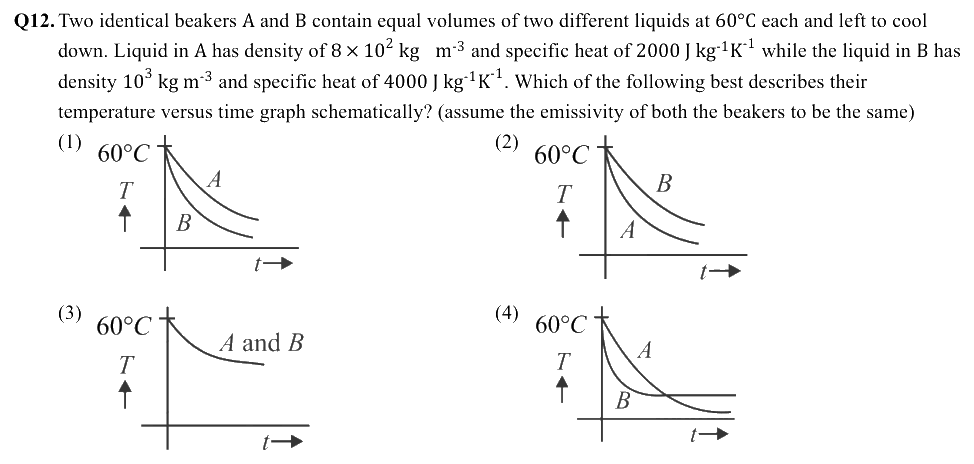 Q12. Two identical beakers A and B contain equal volumes of two different liquids at 60°C each and left to cool
down. Liquid in A has density of 8 × 10² kg m⁻³ and specific heat of 2000 J kg⁻¹K⁻¹ while the liquid in B has
density 10³ kg m⁻³ and specific heat of 4000 J kg⁻¹K⁻¹. Which of the following best describes their
temperature versus time graph schematically? (assume the emissivity of both the beakers to be the same)
(1)
60°C
T
A
B
t
(2)
60°C
T
B
A
t
(3)
60°C
T
A and B
t
(4)
60°C
T
A
B
t